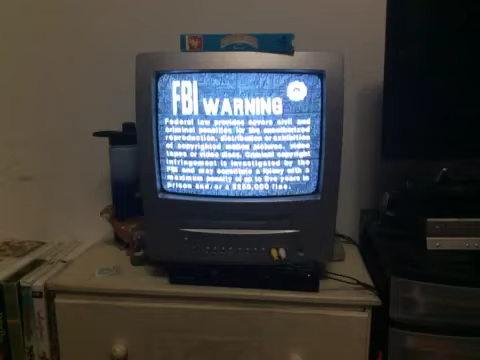 FBI WARNING
Federal law provides severe civil and
criminal penalties for the unauthorized
reproduction, distribution or exhibition
of copyrighted motion pictures, video
tapes or video discs. Criminal copyright
infringement is investigated by the
FBI and may constitute a felony with a
maximum penalty of up to five years in
prison and/or a $250,000 fine.